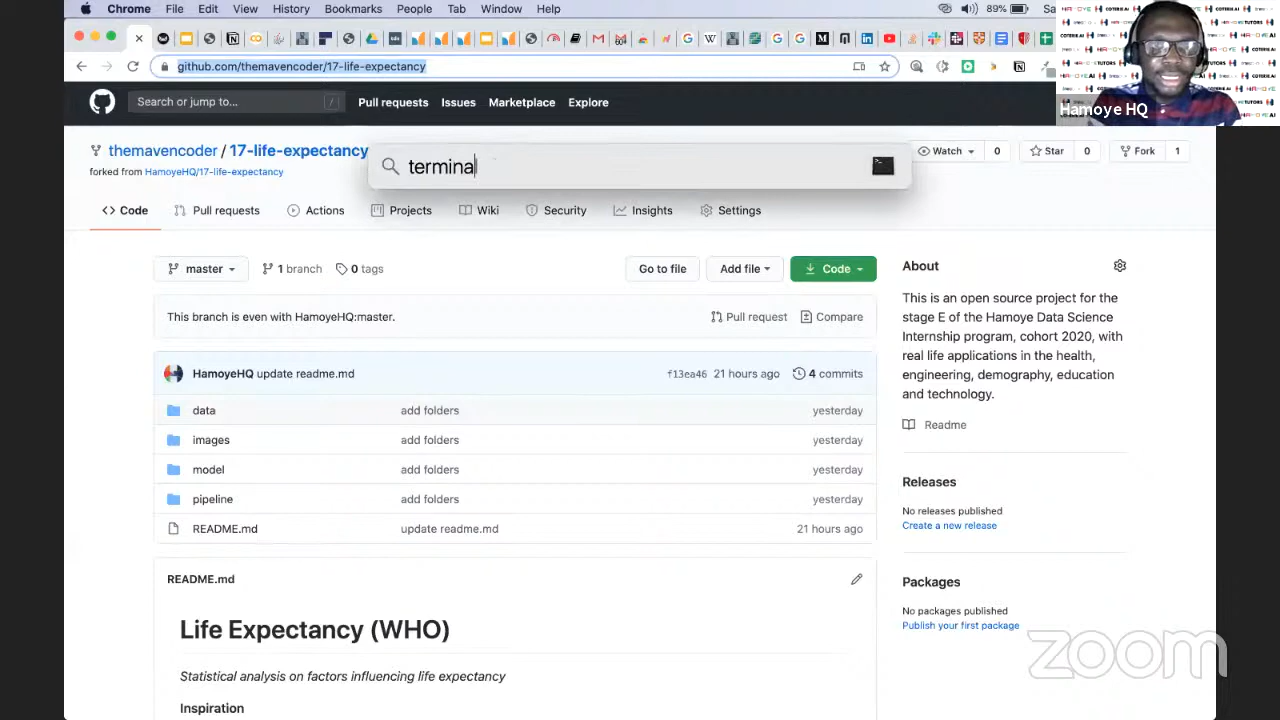 Chrome File Edit View History Bookmarks Profiles Tab Window Help 89%
github.com/themavencoder/17-life-expectancy
Hamoye HQ
Search or jump to... /
Pull requests Issues Explore
termina
themavencoder / 17-life-expectancy
forked from HamoyeHQ/17-life-expectancy
Watch 0 Star 0 Fork 1
Code Pull requests Actions Projects Wiki Security Insights Settings
master 1 branch 0 tags Go to file Add file Code
This branch is even with HamoyeHQ:master. Pull request Compare
HamoyeHQ update readme.md f13ea46 21 hours ago 4 commits
data add folders yesterday
images add folders yesterday
model add folders yesterday
pipeline add folders yesterday
README.md update readme.md 21 hours ago
README.md
Life Expectancy (WHO)
Statistical analysis on factors influencing life expectancy
Inspiration
About
This is an open source project for the
stage E of the Hamoye Data Science
Internship program, cohort 2020, with
real life applications in the health,
engineering, demography, education
and technology.
Readme
Releases
No releases published
Create a new release
Packages
No packages published
Publish your first package
zoom